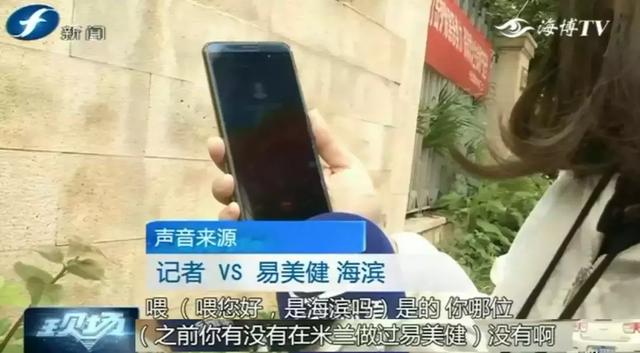 新闻
海博TV
声音来源
记者 VS 易美健 海滨
喂（喂您好，是海滨吗）是的 你哪位
现场
（之前你有没有在米兰做过易美健）没有啊